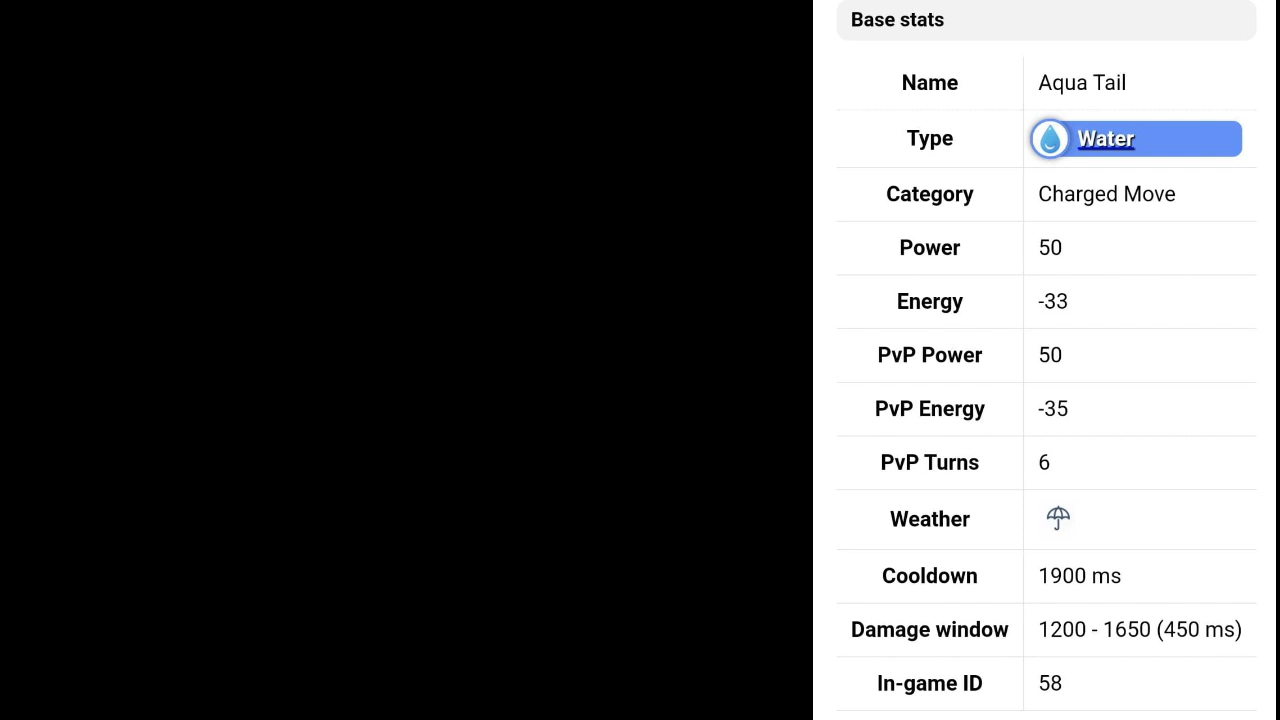 Base stats
Name Aqua Tail
Type Water
Category Charged Move
Power 50
Energy -33
PvP Power 50
PvP Energy -35
PvP Turns 6
Weather
Cooldown 1900 ms
Damage window 1200 - 1650 (450 ms)
In-game ID 58